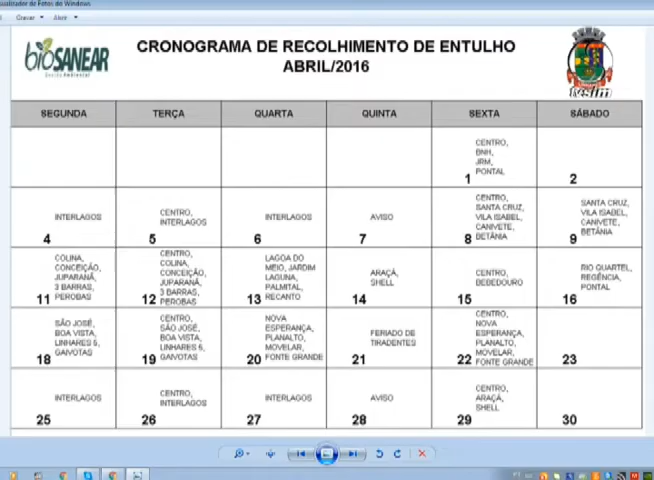 Visualizador de Fotos do Windows
Gravar Abrir
bioSANEAR
Gestão Ambiental
CRONOGRAMA DE RECOLHIMENTO DE ENTULHO
ABRIL/2016
SEGUNDA TERÇA QUARTA QUINTA SEXTA SÁBADO
CENTRO,
BNH,
JRM,
PONTAL
1 2
INTERLAGOS
4
CENTRO,
INTERLAGOS
5
INTERLAGOS
6
AVISO
7
CENTRO,
SANTA CRUZ,
VILA ISABEL,
CANIVETE,
BETÂNIA
8
SANTA CRUZ,
VILA ISABEL,
CANIVETE,
BETÂNIA
9
COLINA,
CONCEIÇÃO,
JUPARANÃ,
3 BARRAS,
PEROBAS
11
CENTRO,
COLINA,
CONCEIÇÃO,
JUPARANÃ,
3 BARRAS,
PEROBAS
12
LAGOA DO
MEIO, JARDIM
LAGUNA,
PALMITAL,
RECANTO
13
ARAÇÁ,
SHELL
14
CENTRO,
BEBEDOURO
15
RIO QUARTEL,
REGÊNCIA,
PONTAL
16
SÃO JOSÉ,
BOA VISTA,
LINHARES 5,
GAIVOTAS
18
CENTRO,
SÃO JOSÉ,
BOA VISTA,
LINHARES 5,
GAIVOTAS
19
NOVA
ESPERANÇA,
PLANALTO,
MOVELAR,
FONTE GRANDE
20
FERIADO DE
TIRADENTES
21
CENTRO,
NOVA
ESPERANÇA,
PLANALTO,
MOVELAR,
FONTE GRANDE
22
23
INTERLAGOS
25
CENTRO,
INTERLAGOS
26
INTERLAGOS
27
AVISO
28
CENTRO,
ARAÇÁ,
SHELL
29
30
PT